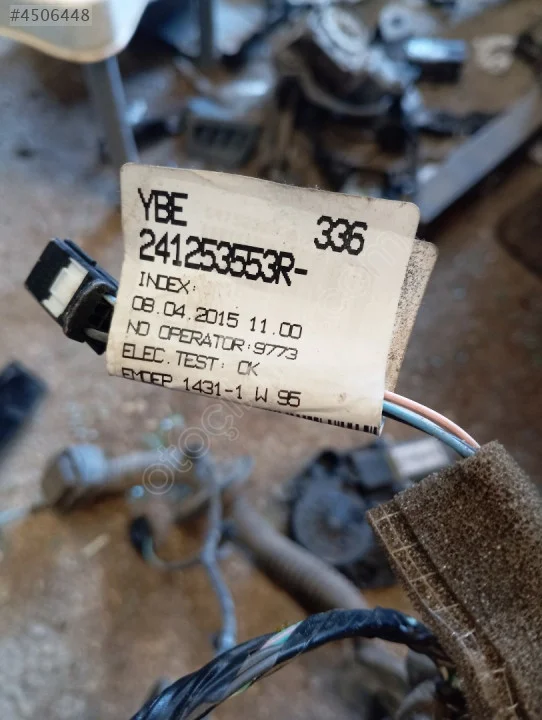 #4506448
YBE 336
241253553R-
INDEX:
08.04.2015 11.00
NO OPERATOR:9773
ELEC.TEST: OK
EMDEP 1431-1 W 95